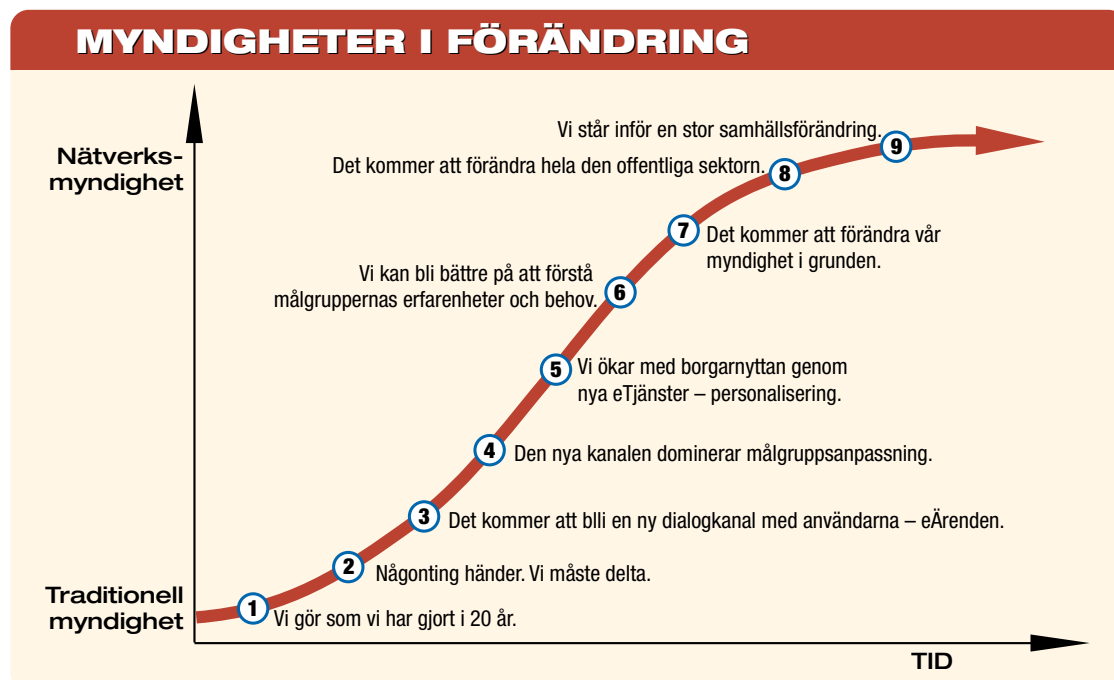 MYNDIGHETER I FÖRÄNDRING
Nätverks-
myndighet
Vi står inför en stor samhällsförändring.
9
Det kommer att förändra hela den offentliga sektorn.
8
7
Det kommer att förändra vår
myndighet i grunden.
Vi kan bli bättre på att förstå
målgruppernas erfarenheter och behov.
6
5
Vi ökar med borgarnyttan genom
nya eTjänster – personalisering.
4
Den nya kanalen dominerar målgruppsanpassning.
3
Det kommer att blli en ny dialogkanal med användarna – eÄrenden.
2
Någonting händer. Vi måste delta.
Traditionell
myndighet
1
Vi gör som vi har gjort i 20 år.
TID